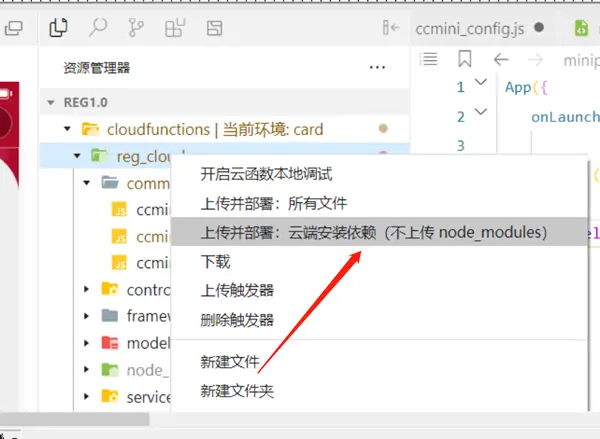 ccmini_config.js
资源管理器
minip
REG1.0
1 App({
cloudfunctions | 当前环境: card
2 onLaunch
reg_clou
3
comm
开启云函数本地调试
(
ccmi
上传并部署：所有文件
ccmi
上传并部署：云端安装依赖（不上传 node_modules）
el
ccmi
下载
contro
上传触发器
framew
删除触发器
model
node_
新建文件
service
新建文件夹